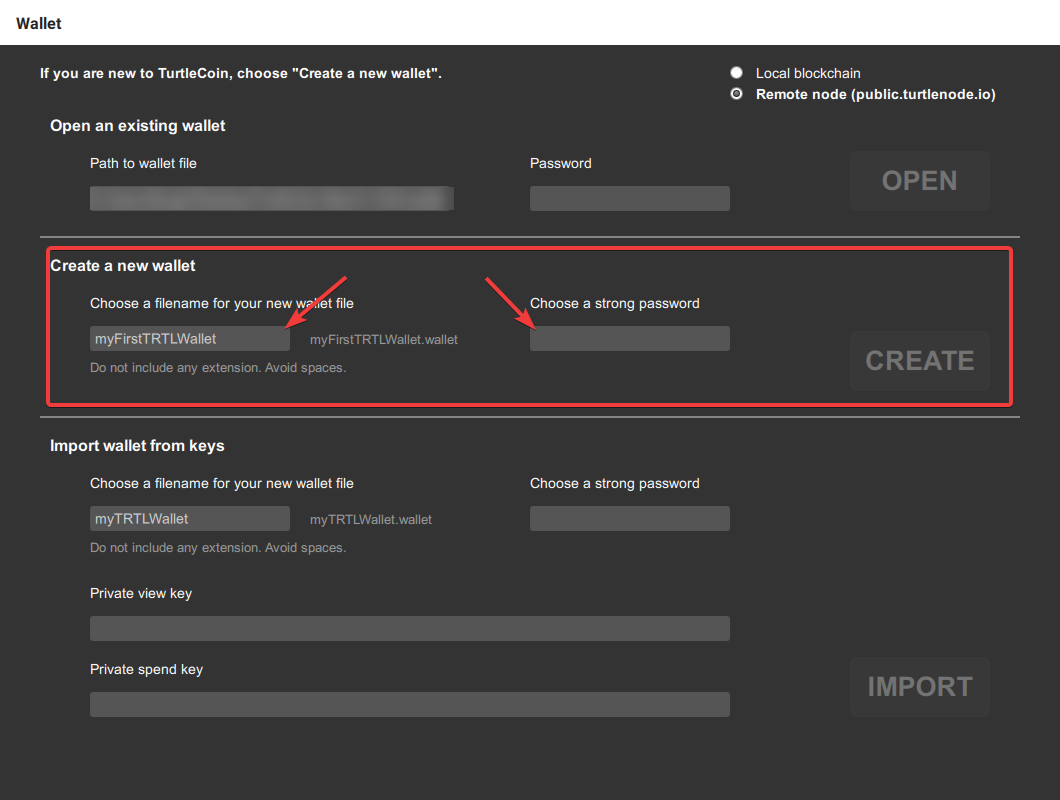 Wallet
If you are new to TurtleCoin, choose "Create a new wallet".
Local blockchain
Remote node (public.turtlenode.io)
Open an existing wallet
Path to wallet file
Password
OPEN
Create a new wallet
Choose a filename for your new wallet file
Choose a strong password
myFirstTRTLWallet
myFirstTRTLWallet.wallet
Do not include any extension. Avoid spaces.
CREATE
Import wallet from keys
Choose a filename for your new wallet file
Choose a strong password
myTRTLWallet
myTRTLWallet.wallet
Do not include any extension. Avoid spaces.
Private view key
Private spend key
IMPORT